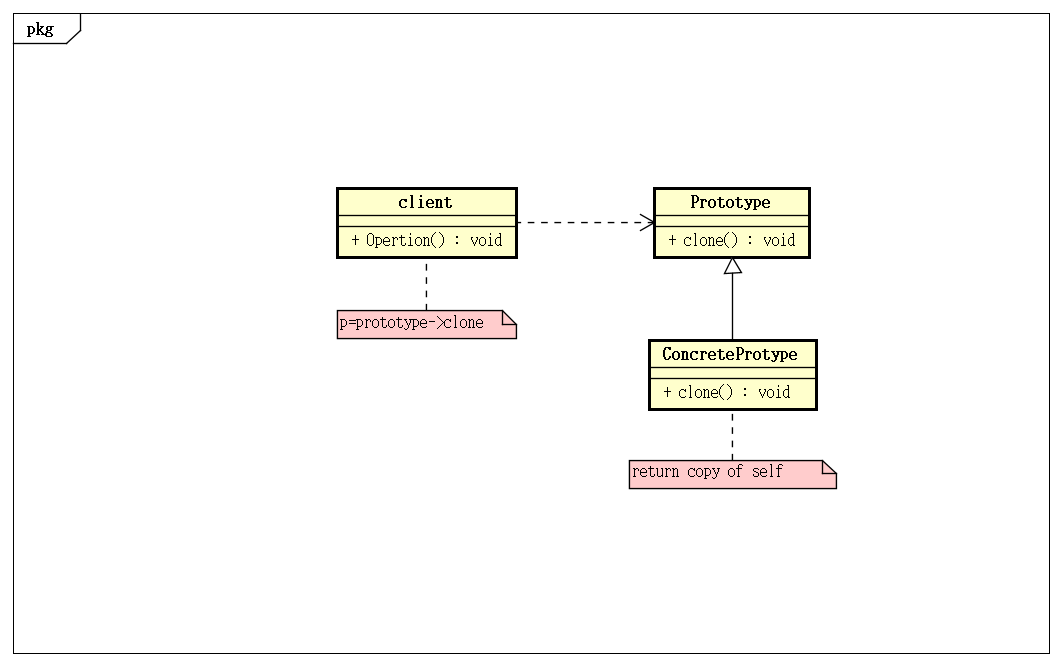 pkg
client
+ Opertion() : void
p=prototype->clone
Prototype
+ clone() : void
ConcreteProtype
+ clone() : void
return copy of self